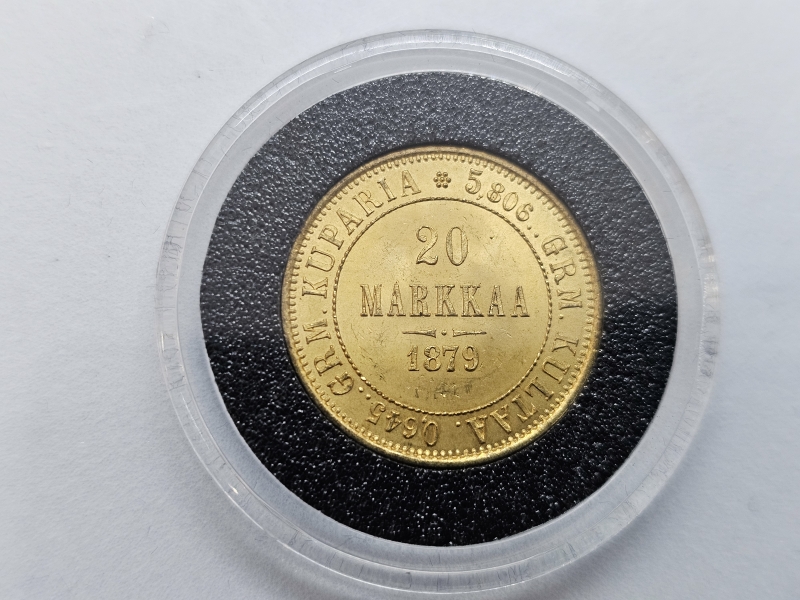 20
MARKKAA
1879
5,806.. GRM. KULTAA. 0,645.. GRM. KUPARIA